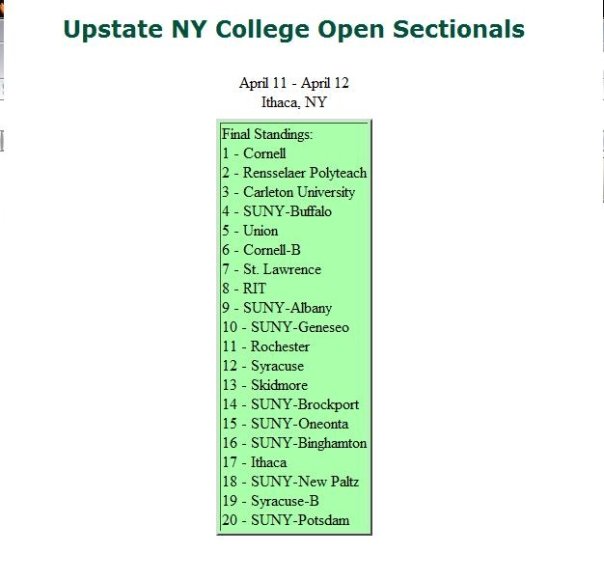 Upstate NY College Open Sectionals
April 11 - April 12
Ithaca, NY
Final Standings:
1 - Cornell
2 - Rensselaer Polyteach
3 - Carleton University
4 - SUNY-Buffalo
5 - Union
6 - Cornell-B
7 - St. Lawrence
8 - RIT
9 - SUNY-Albany
10 - SUNY-Geneseo
11 - Rochester
12 - Syracuse
13 - Skidmore
14 - SUNY-Brockport
15 - SUNY-Oneonta
16 - SUNY-Binghamton
17 - Ithaca
18 - SUNY-New Paltz
19 - Syracuse-B
20 - SUNY-Potsdam